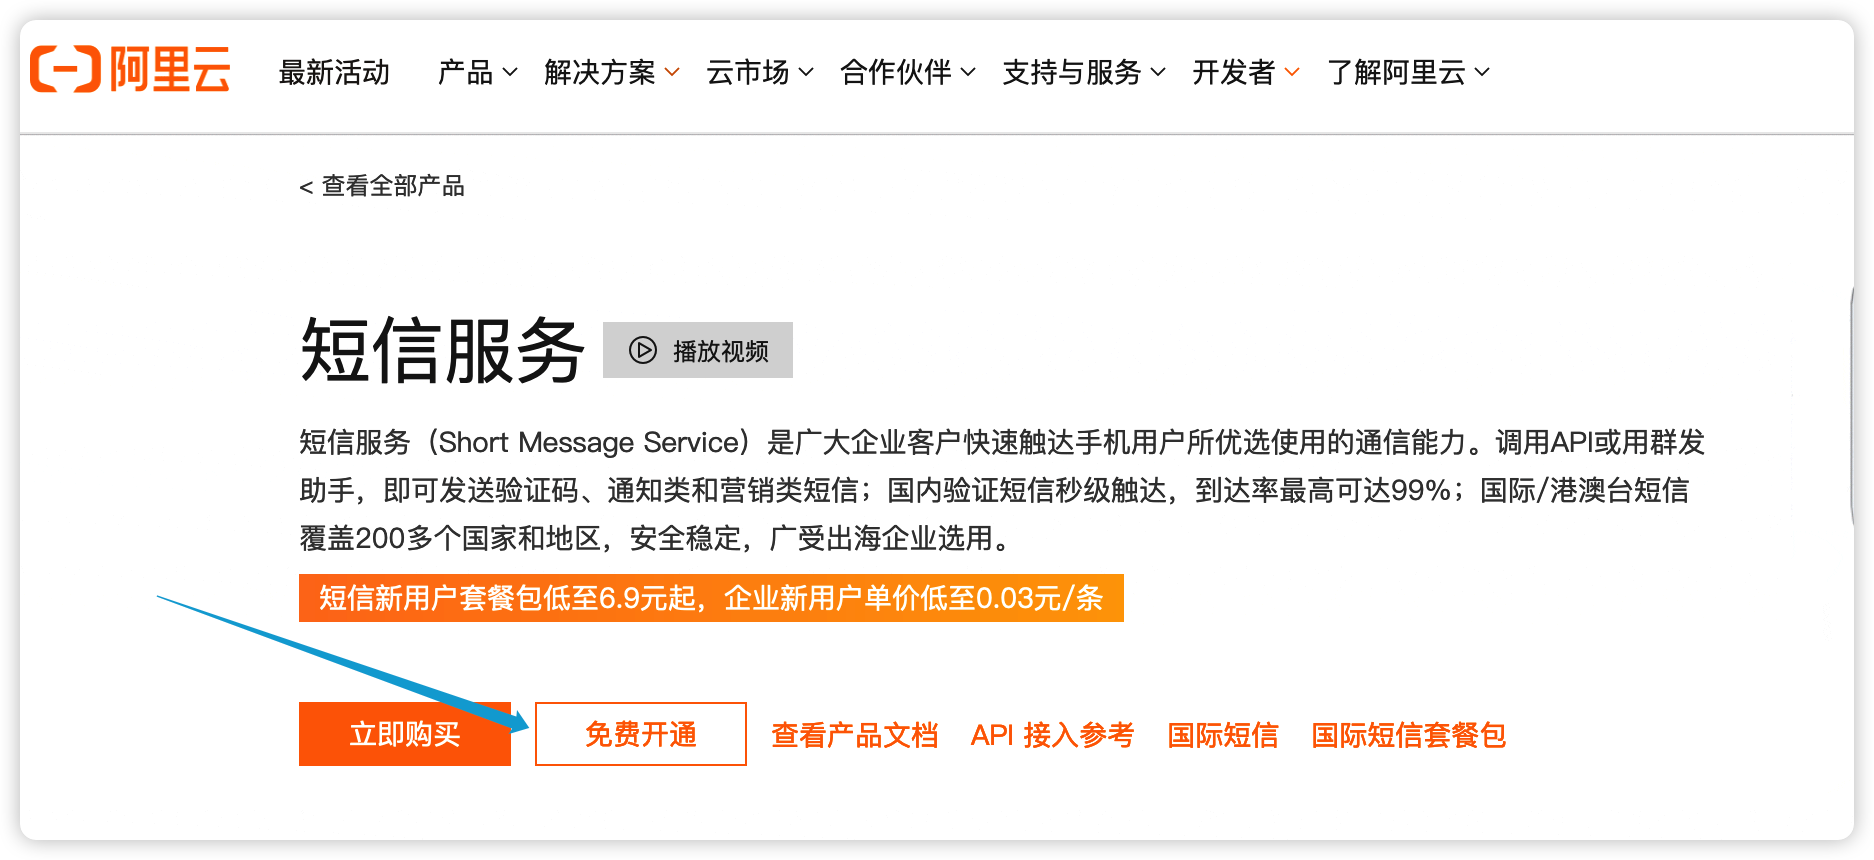 阿里云 最新活动 产品 解决方案 云市场 合作伙伴 支持与服务 开发者 了解阿里云
< 查看全部产品
短信服务 播放视频
短信服务（Short Message Service）是广大企业客户快速触达手机用户所优选使用的通信能力。调用API或用群发
助手，即可发送验证码、通知类和营销类短信；国内验证短信秒级触达，到达率最高可达99%；国际/港澳台短信
覆盖200多个国家和地区，安全稳定，广受出海企业选用。
短信新用户套餐包低至6.9元起，企业新用户单价低至0.03元/条
立即购买 免费开通 查看产品文档 API 接入参考 国际短信 国际短信套餐包